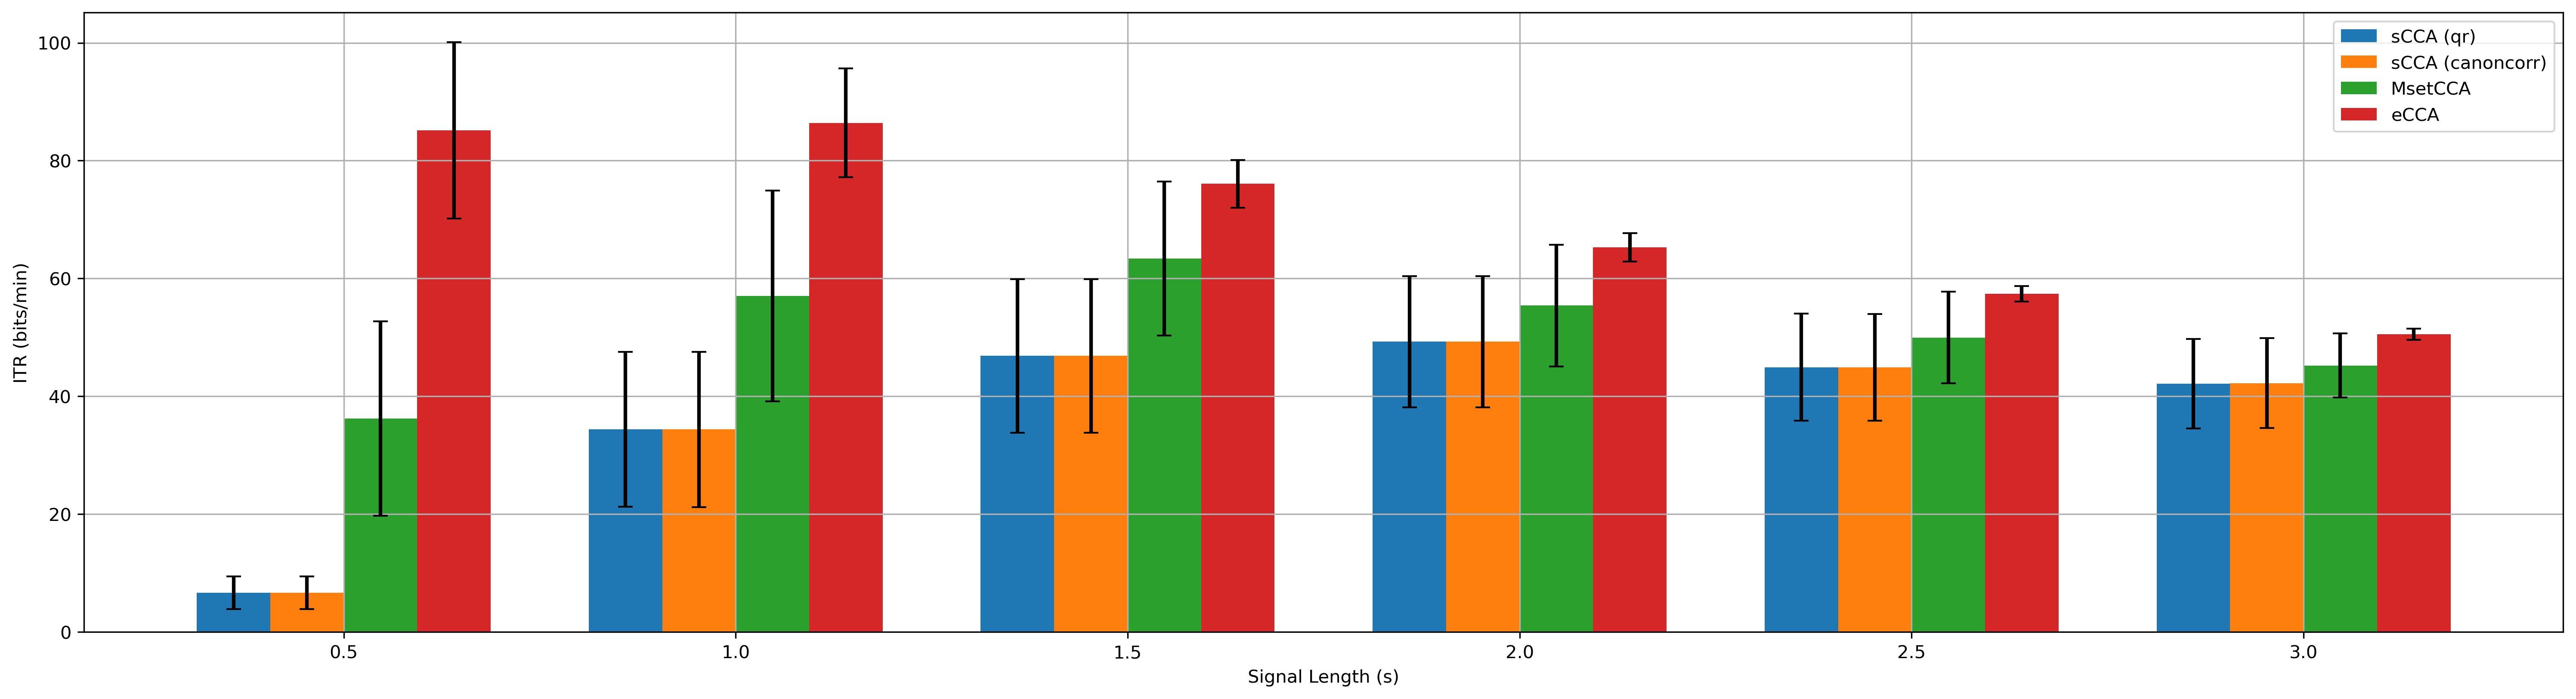 100
80
60
40
20
0
ITR (bits/min)
0.5 1.0 1.5 2.0 2.5 3.0
Signal Length (s)
sCCA (qr)
sCCA (canoncorr)
MsetCCA
eCCA